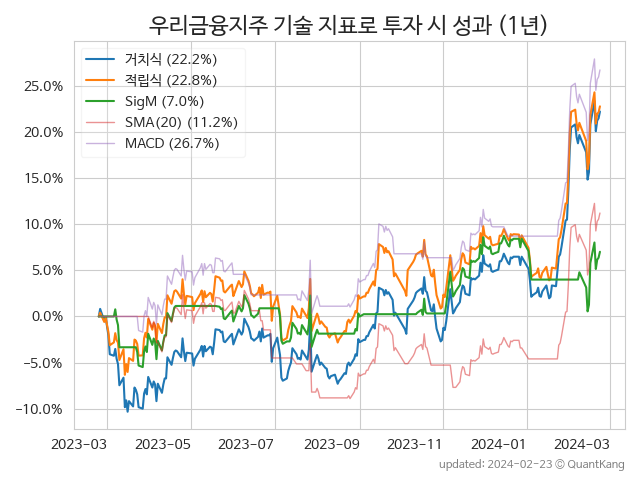 우리금융지주 기술 지표로 투자 시 성과 (1년)
거치식 (22.2%)
적립식 (22.8%)
SigM (7.0%)
SMA(20) (11.2%)
MACD (26.7%)
25.0%
20.0%
15.0%
10.0%
5.0%
0.0%
−5.0%
−10.0%
2023-03 2023-05 2023-07 2023-09 2023-11 2024-01 2024-03
updated: 2024-02-23 © QuantKang